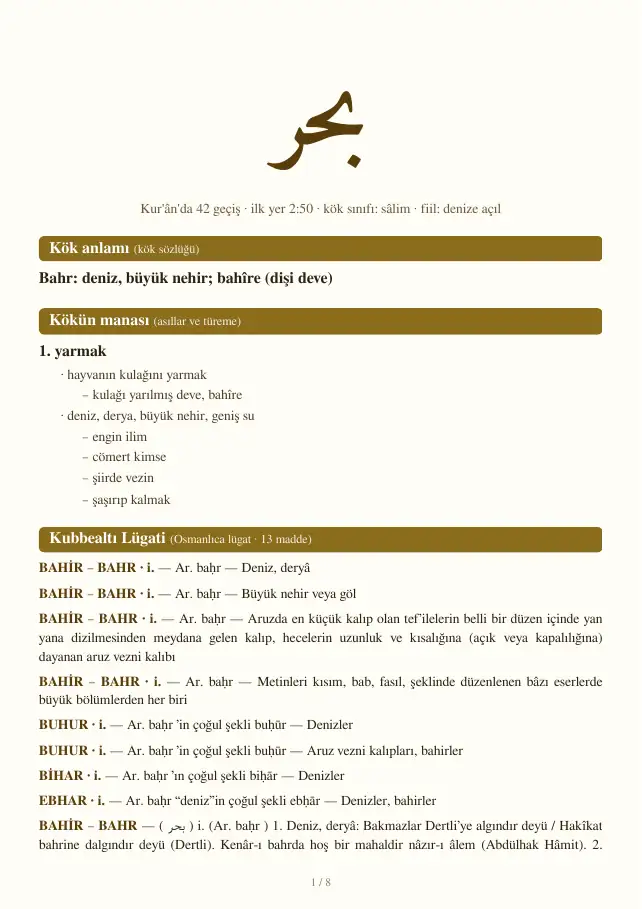 بحر
Kur'ân'da 42 geçiş · ilk yer 2:50 · kök sınıfı: sâlim · fiil: denize açıl
Kök anlamı (kök sözlüğü)
Bahr: deniz, büyük nehir; bahîre (dişi deve)
Kökün manası (asıllar ve türeme)
1. yarmak
· hayvanın kulağını yarmak
– kulağı yarılmış deve, bahîre
· deniz, derya, büyük nehir, geniş su
– engin ilim
– cömert kimse
– şiirde vezin
– şaşırıp kalmak
Kubbealtı Lügati (Osmanlıca lügat · 13 madde)
BAHİR – BAHR · i. — Ar. baḥr — Deniz, deryâ
BAHİR – BAHR · i. — Ar. baḥr — Büyük nehir veya göl
BAHİR – BAHR · i. — Ar. baḥr — Aruzda en küçük kalıp olan tef’ilelerin belli bir düzen içinde yan
yana dizilmesinden meydana gelen kalıp, hecelerin uzunluk ve kısalığına (açık veya kapalılığına)
dayanan aruz vezni kalıbı
BAHİR – BAHR · i. — Ar. baḥr — Metinleri kısım, bab, fasıl, şeklinde düzenlenen bâzı eserlerde
büyük bölümlerden her biri
BUHUR · i. — Ar. baḥr ’in çoğul şekli buḥūr — Denizler
BUHUR · i. — Ar. baḥr ’in çoğul şekli buḥūr — Aruz vezni kalıpları, bahirler
BİHAR · i. — Ar. baḥr ’ın çoğul şekli biḥār — Denizler
EBHAR · i. — Ar. baḥr “deniz”in çoğul şekli ebḥār — Denizler, bahirler
BAHİR – BAHR — ( بحر ) i. (Ar. baḥr ) 1. Deniz, deryâ: Bakmazlar Dertli’ye algındır deyü / Hakîkat
bahrine dalgındır deyü (Dertli). Kenâr-ı bahrda hoş bir mahaldir nâzır-ı âlem (Abdülhak Hâmit). 2.
1 / 8